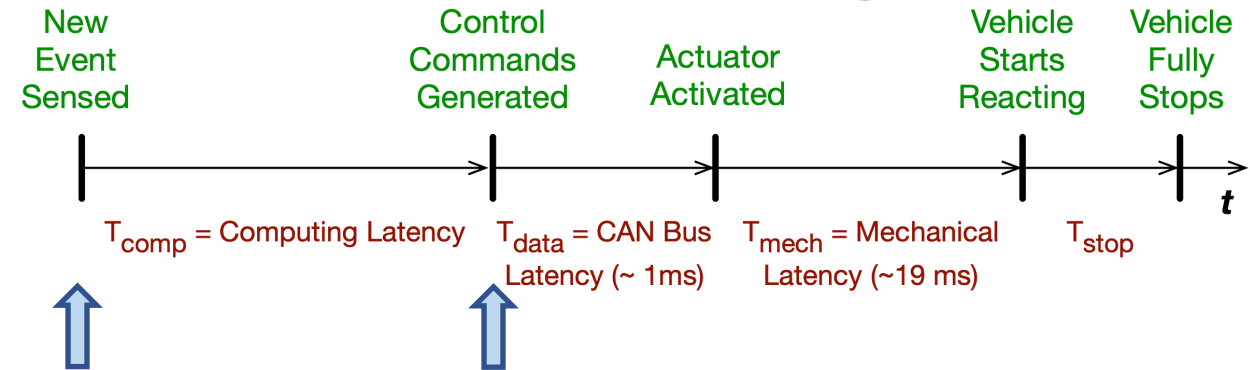 New
Event
Sensed
Control
Commands
Generated
Actuator
Activated
Vehicle
Starts
Reacting
Vehicle
Fully
Stops
t
Tcomp = Computing Latency
Tdata = CAN Bus
Latency (~ 1ms)
Tmech = Mechanical
Latency (~19 ms)
Tstop